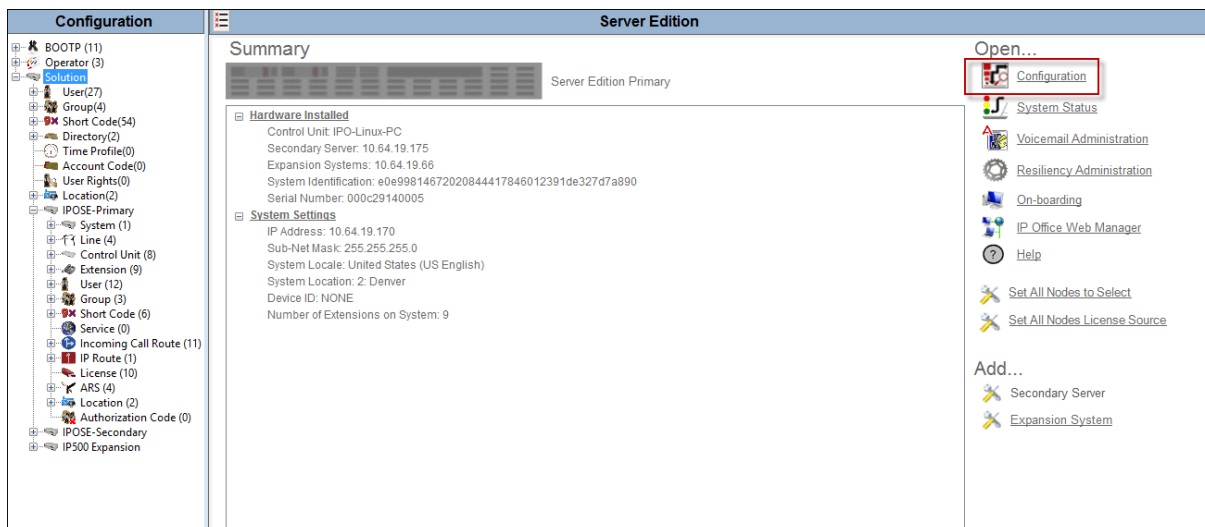 Configuration
BOOTP (11)
Operator (3)
Solution
User(27)
Group(4)
Short Code(54)
Directory(2)
Time Profile(0)
Account Code(0)
User Rights(0)
Location(2)
IPOSE-Primary
System (1)
Line (4)
Control Unit (8)
Extension (9)
User (12)
Group (3)
Short Code (6)
Service (0)
Incoming Call Route (11)
IP Route (1)
License (10)
ARS (4)
Location (2)
Authorization Code (0)
IPOSE-Secondary
IP500 Expansion
Server Edition
Summary
Server Edition Primary
Hardware Installed
Control Unit: IPO-Linux-PC
Secondary Server: 10.64.19.175
Expansion Systems: 10.64.19.66
System Identification: e0e99814672020844417846012391de327d7a890
Serial Number: 000c29140005
System Settings
IP Address: 10.64.19.170
Sub-Net Mask: 255.255.255.0
System Locale: United States (US English)
System Location: 2: Denver
Device ID: NONE
Number of Extensions on System: 9
Open...
Configuration
System Status
Voicemail Administration
Resiliency Administration
On-boarding
IP Office Web Manager
Help
Set All Nodes to Select
Set All Nodes License Source
Add...
Secondary Server
Expansion System